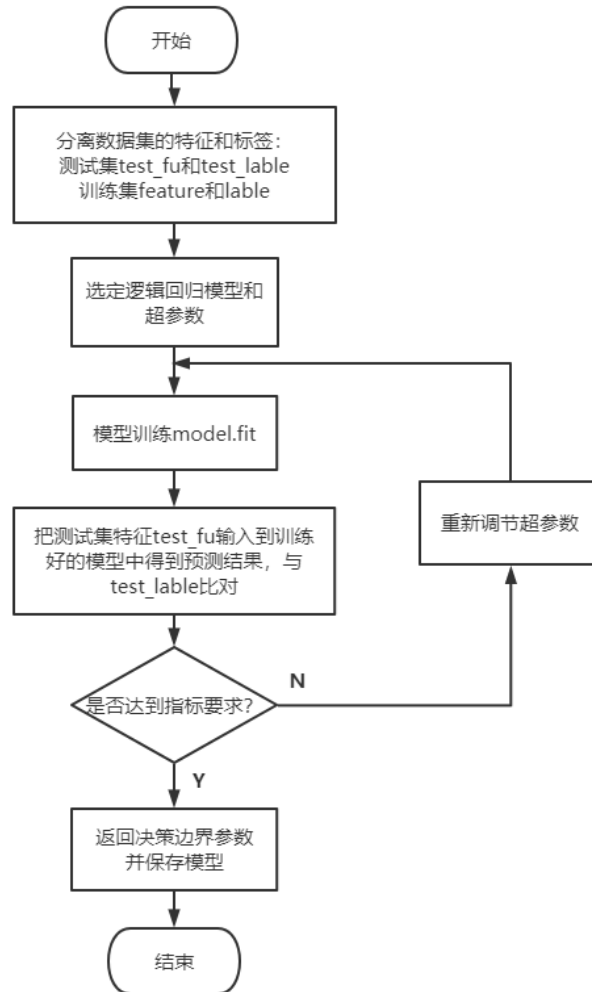 开始
分离数据集的特征和标签：
测试集test_fu和test_lable
训练集feature和lable
选定逻辑回归模型和
超参数
模型训练model.fit
重新调节超参数
把测试集特征test_fu输入到训练
好的模型中得到预测结果，与
test_lable比对
是否达到指标要求？
N
Y
返回决策边界参数
并保存模型
结束